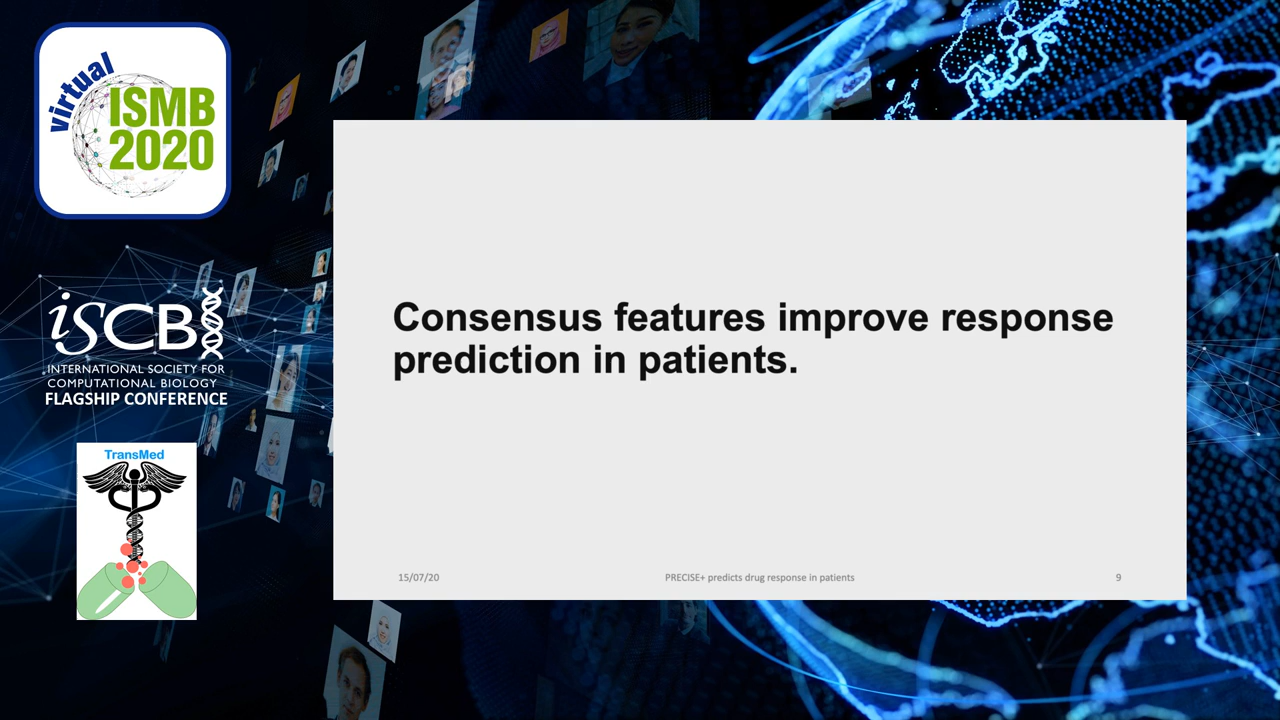 virtual
ISMB
2020
iSCB
INTERNATIONAL SOCIETY FOR
COMPUTATIONAL BIOLOGY
FLAGSHIP CONFERENCE
TransMed
Consensus features improve response
prediction in patients.
15/07/20
PRECISE+ predicts drug response in patients
9